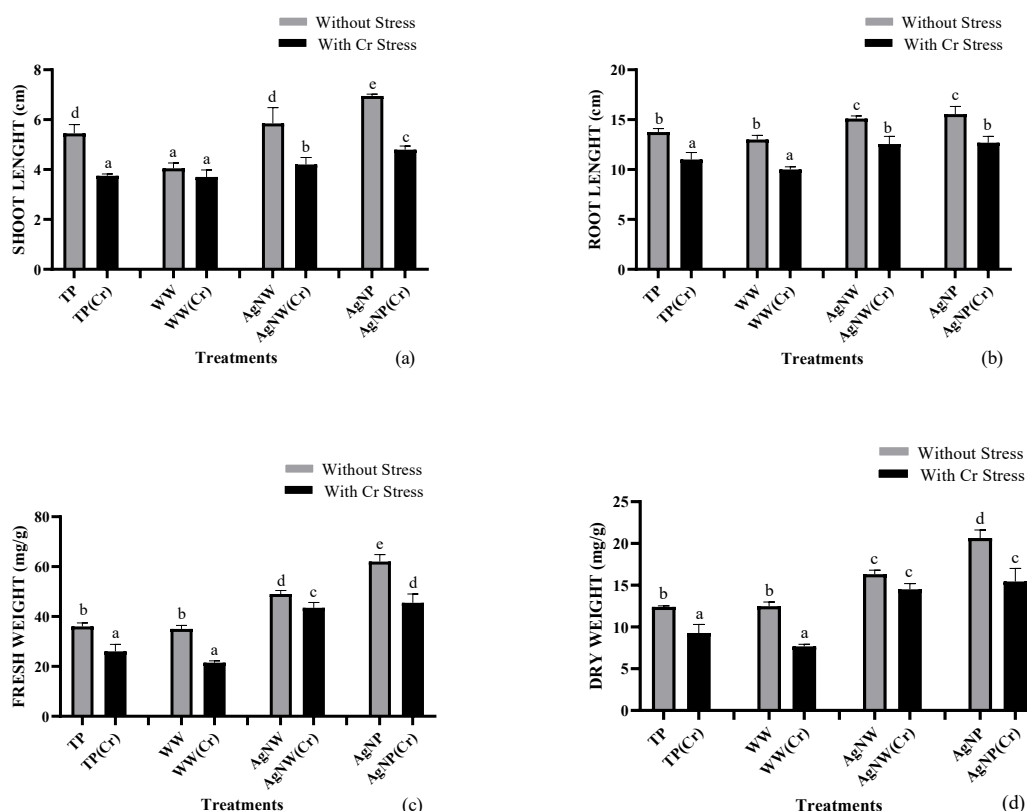 Without Stress
With Cr Stress
SHOOT LENGHT (cm)
8
6
4
2
0
d
a
a
a
d
b
e
c
TP
TP(Cr)
WW
WW(Cr)
AgNW
AgNW(Cr)
AgNP
AgNP(Cr)
Treatments
(a)
Without Stress
With Cr Stress
ROOT LENGHT (cm)
20
15
10
5
0
b
a
b
a
c
b
c
b
TP
TP(Cr)
WW
WW(Cr)
AgNW
AgNW(Cr)
AgNP
AgNP(Cr)
Treatments
(b)
Without Stress
With Cr Stress
FRESH WEIGHT (mg/g)
80
60
40
20
0
b
a
b
a
d
c
e
d
TP
TP(Cr)
WW
WW(Cr)
AgNW
AgNW(Cr)
AgNP
AgNP(Cr)
Treatments
(c)
Without Stress
With Cr Stress
DRY WEIGHT (mg/g)
25
20
15
10
5
0
b
a
b
a
c
c
d
c
TP
TP(Cr)
WW
WW(Cr)
AgNW
AgNW(Cr)
AgNP
AgNP(Cr)
Treatments
(d)